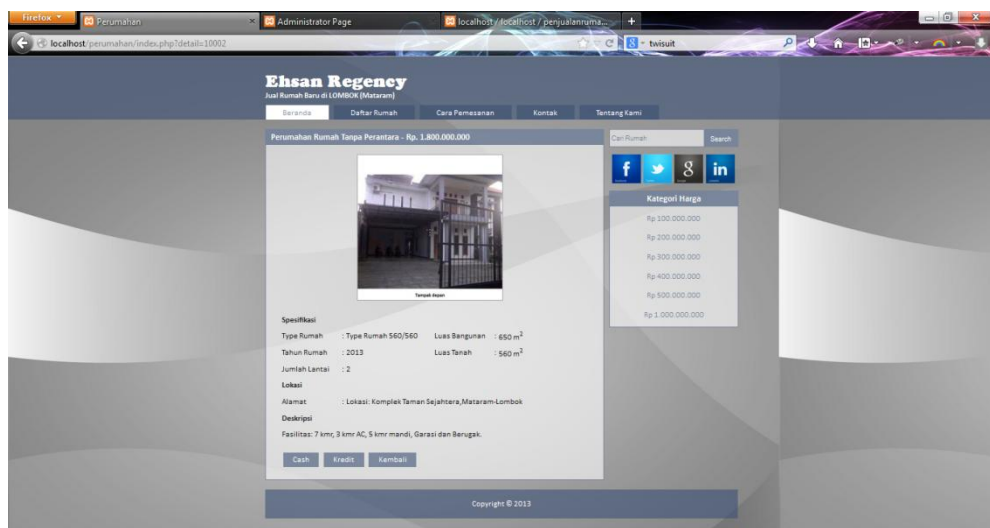 Firefox
Perumahan
Administrator Page
localhost / localhost / penjualanruma...
localhost/perumahan/index.php?detail=10002
twisuit
Ehsan Regency
Jual Rumah Baru di LOMBOK (Mataram)
Beranda Daftar Rumah Cara Pemesanan Kontak Tentang Kami
Perumahan Rumah Tanpa Perantara - Rp. 1.800.000.000
Tampak depan
Spesifikasi
Type Rumah : Type Rumah 560/560 Luas Bangunan : 650 m²
Tahun Rumah : 2013 Luas Tanah : 560 m²
Jumlah Lantai : 2
Lokasi
Alamat : Lokasi: Komplek Taman Sejahtera,Mataram-Lombok
Deskripsi
Fasilitas: 7 kmr, 3 kmr AC, 5 kmr mandi, Garasi dan Berugak.
Cash Kredit Kembali
Cari Rumah Search
f 8 in
Kategori Harga
Rp 100.000.000
Rp 200.000.000
Rp 300.000.000
Rp 400.000.000
Rp 500.000.000
Rp 1.000.000.000
Copyright © 2013